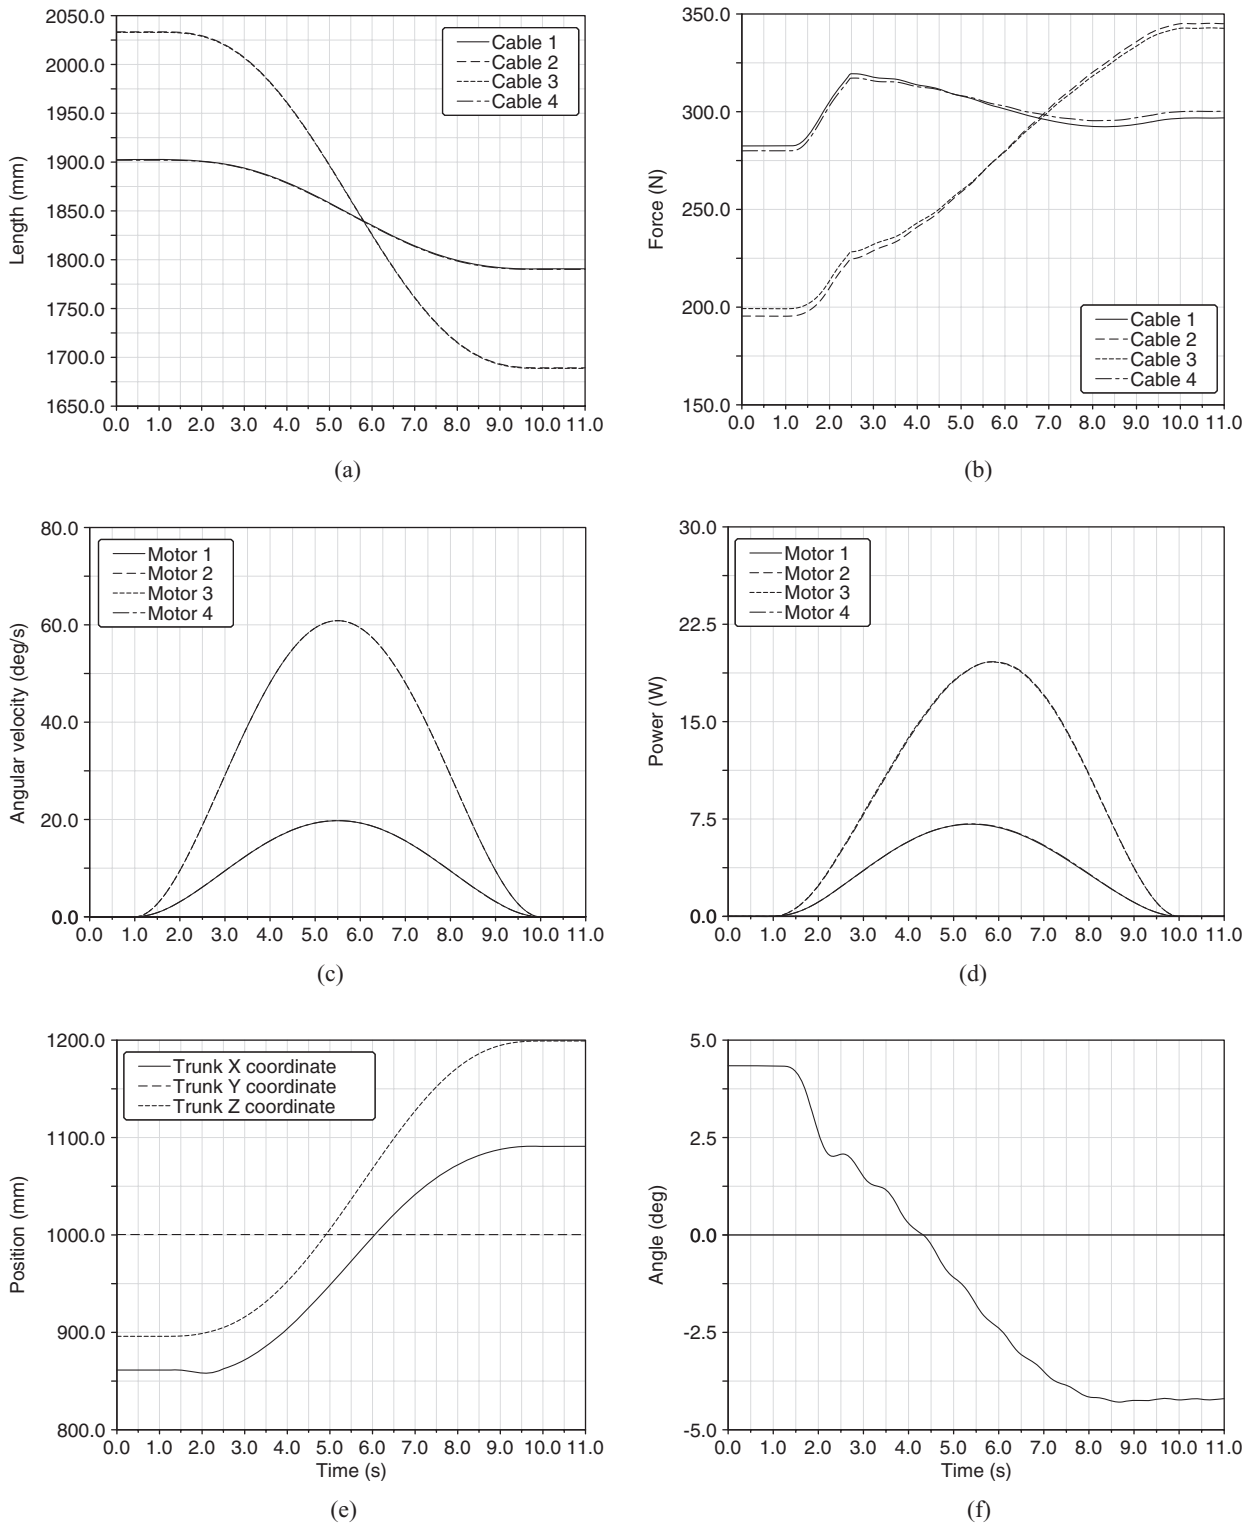 2050.0
2000.0
1950.0
1900.0
1850.0
1800.0
1750.0
1700.0
1650.0
Length (mm)
Cable 1
Cable 2
Cable 3
Cable 4
0.0 1.0 2.0 3.0 4.0 5.0 6.0 7.0 8.0 9.0 10.0 11.0
(a)
350.0
300.0
250.0
200.0
150.0
Force (N)
Cable 1
Cable 2
Cable 3
Cable 4
0.0 1.0 2.0 3.0 4.0 5.0 6.0 7.0 8.0 9.0 10.0 11.0
(b)
80.0
60.0
40.0
20.0
0.0
Angular velocity (deg/s)
Motor 1
Motor 2
Motor 3
Motor 4
0.0 1.0 2.0 3.0 4.0 5.0 6.0 7.0 8.0 9.0 10.0 11.0
(c)
30.0
22.5
15.0
7.5
0.0
Power (W)
Motor 1
Motor 2
Motor 3
Motor 4
0.0 1.0 2.0 3.0 4.0 5.0 6.0 7.0 8.0 9.0 10.0 11.0
(d)
1200.0
1100.0
1000.0
900.0
800.0
Position (mm)
Trunk X coordinate
Trunk Y coordinate
Trunk Z coordinate
0.0 1.0 2.0 3.0 4.0 5.0 6.0 7.0 8.0 9.0 10.0 11.0
Time (s)
(e)
5.0
2.5
0.0
-2.5
-5.0
Angle (deg)
0.0 1.0 2.0 3.0 4.0 5.0 6.0 7.0 8.0 9.0 10.0 11.0
Time (s)
(f)